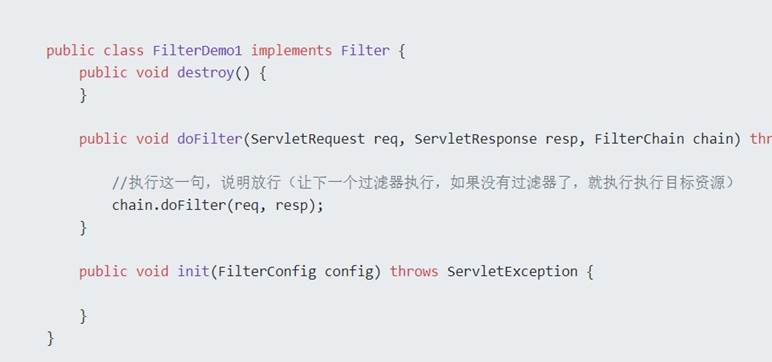 public class FilterDemo1 implements Filter {
    public void destroy() {
    }

    public void doFilter(ServletRequest req, ServletResponse resp, FilterChain chain) thr

        //执行这一句，说明放行（让下一个过滤器执行，如果没有过滤器了，就执行执行目标资源）
        chain.doFilter(req, resp);
    }

    public void init(FilterConfig config) throws ServletException {

    }
}